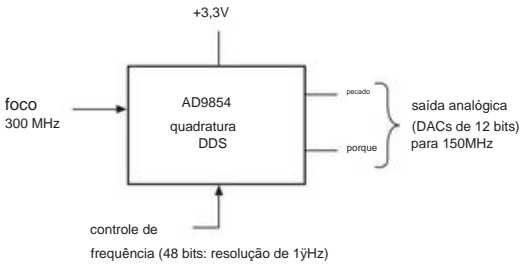 +3,3V
foco
300 MHz
AD9854
quadratura
DDS
pecado
porque
saída analógica
(DACs de 12 bits)
para 150MHz
controle de
frequência (48 bits: resolução de 1ÿHz)